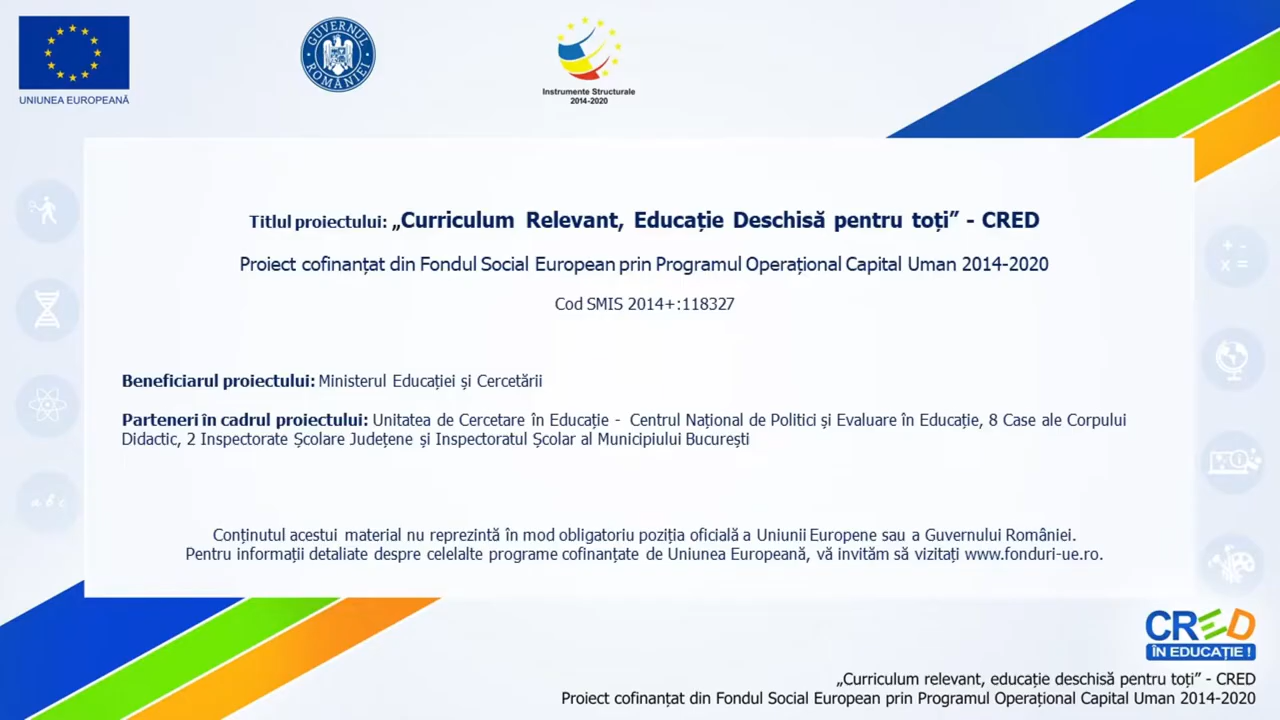 UNIUNEA EUROPEANĂ
GUVERNUL ROMÂNIEI
Instrumente Structurale
2014-2020
Titlul proiectului: „Curriculum Relevant, Educație Deschisă pentru toți” - CRED
Proiect cofinanțat din Fondul Social European prin Programul Operațional Capital Uman 2014-2020
Cod SMIS 2014+:118327
+ -
x =
Beneficiarul proiectului: Ministerul Educației și Cercetării
Parteneri în cadrul proiectului: Unitatea de Cercetare în Educație - Centrul Național de Politici și Evaluare în Educație, 8 Case ale Corpului
Didactic, 2 Inspectorate Școlare Județene și Inspectoratul Școlar al Municipiului București
a b c
Conținutul acestui material nu reprezintă în mod obligatoriu poziția oficială a Uniunii Europene sau a Guvernului României.
Pentru informații detaliate despre celelalte programe cofinanțate de Uniunea Europeană, vă invităm să vizitați www.fonduri-ue.ro.
CRED
ÎN EDUCAȚIE !
„Curriculum relevant, educație deschisă pentru toți” - CRED
Proiect cofinanțat din Fondul Social European prin Programul Operațional Capital Uman 2014-2020